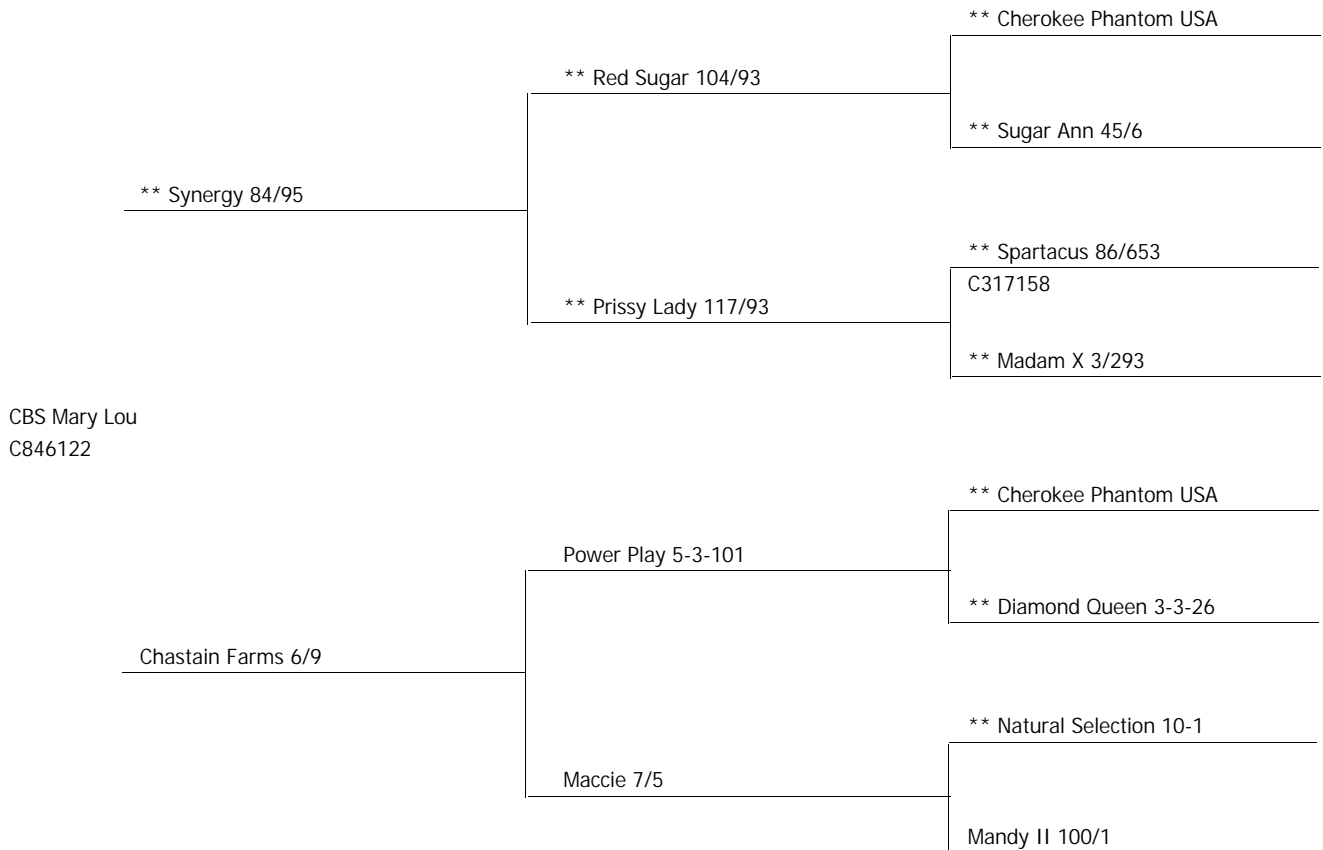 ** Cherokee Phantom USA
** Red Sugar 104/93
** Sugar Ann 45/6
** Synergy 84/95
** Spartacus 86/653
C317158
** Prissy Lady 117/93
** Madam X 3/293
CBS Mary Lou
C846122
** Cherokee Phantom USA
Power Play 5-3-101
** Diamond Queen 3-3-26
Chastain Farms 6/9
** Natural Selection 10-1
Maccie 7/5
Mandy II 100/1